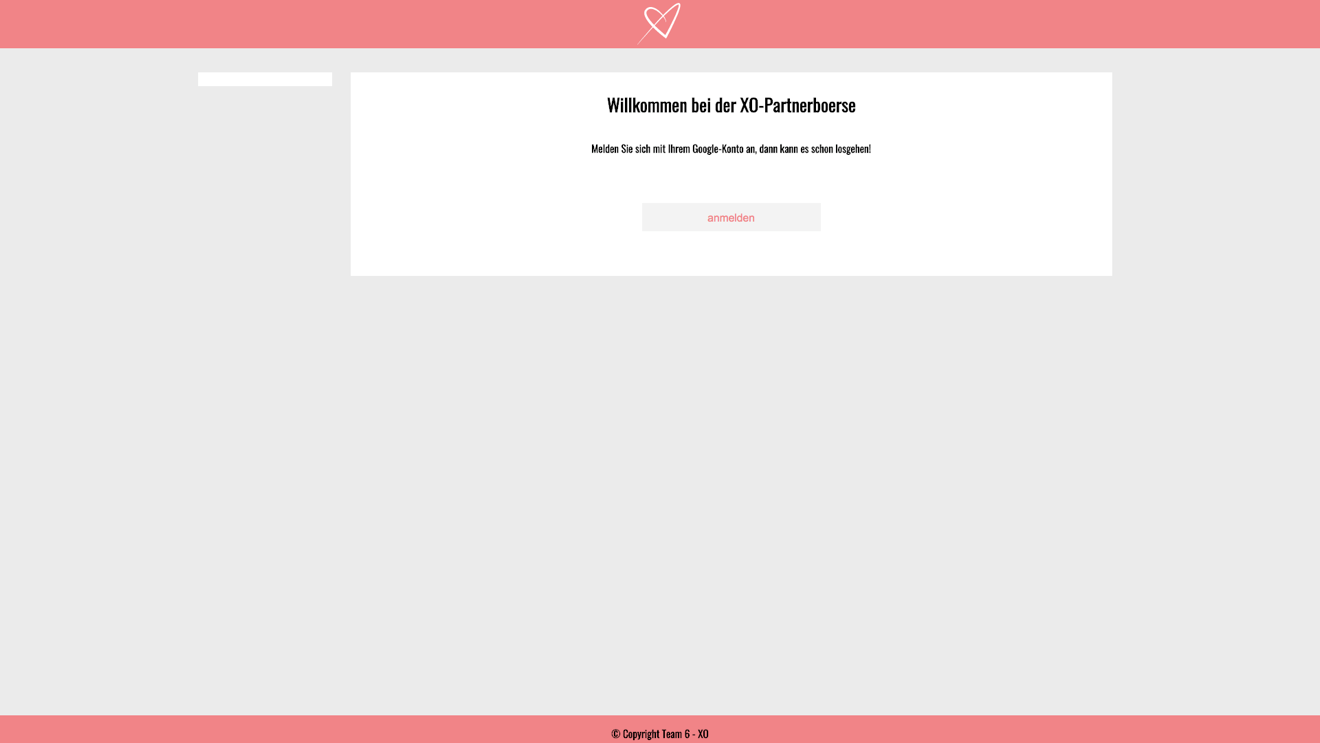 Willkommen bei der XO-Partnerboerse
Melden Sie sich mit Ihrem Google-Konto an, dann kann es schon losgehen!
anmelden
© Copyright Team 6 - XO